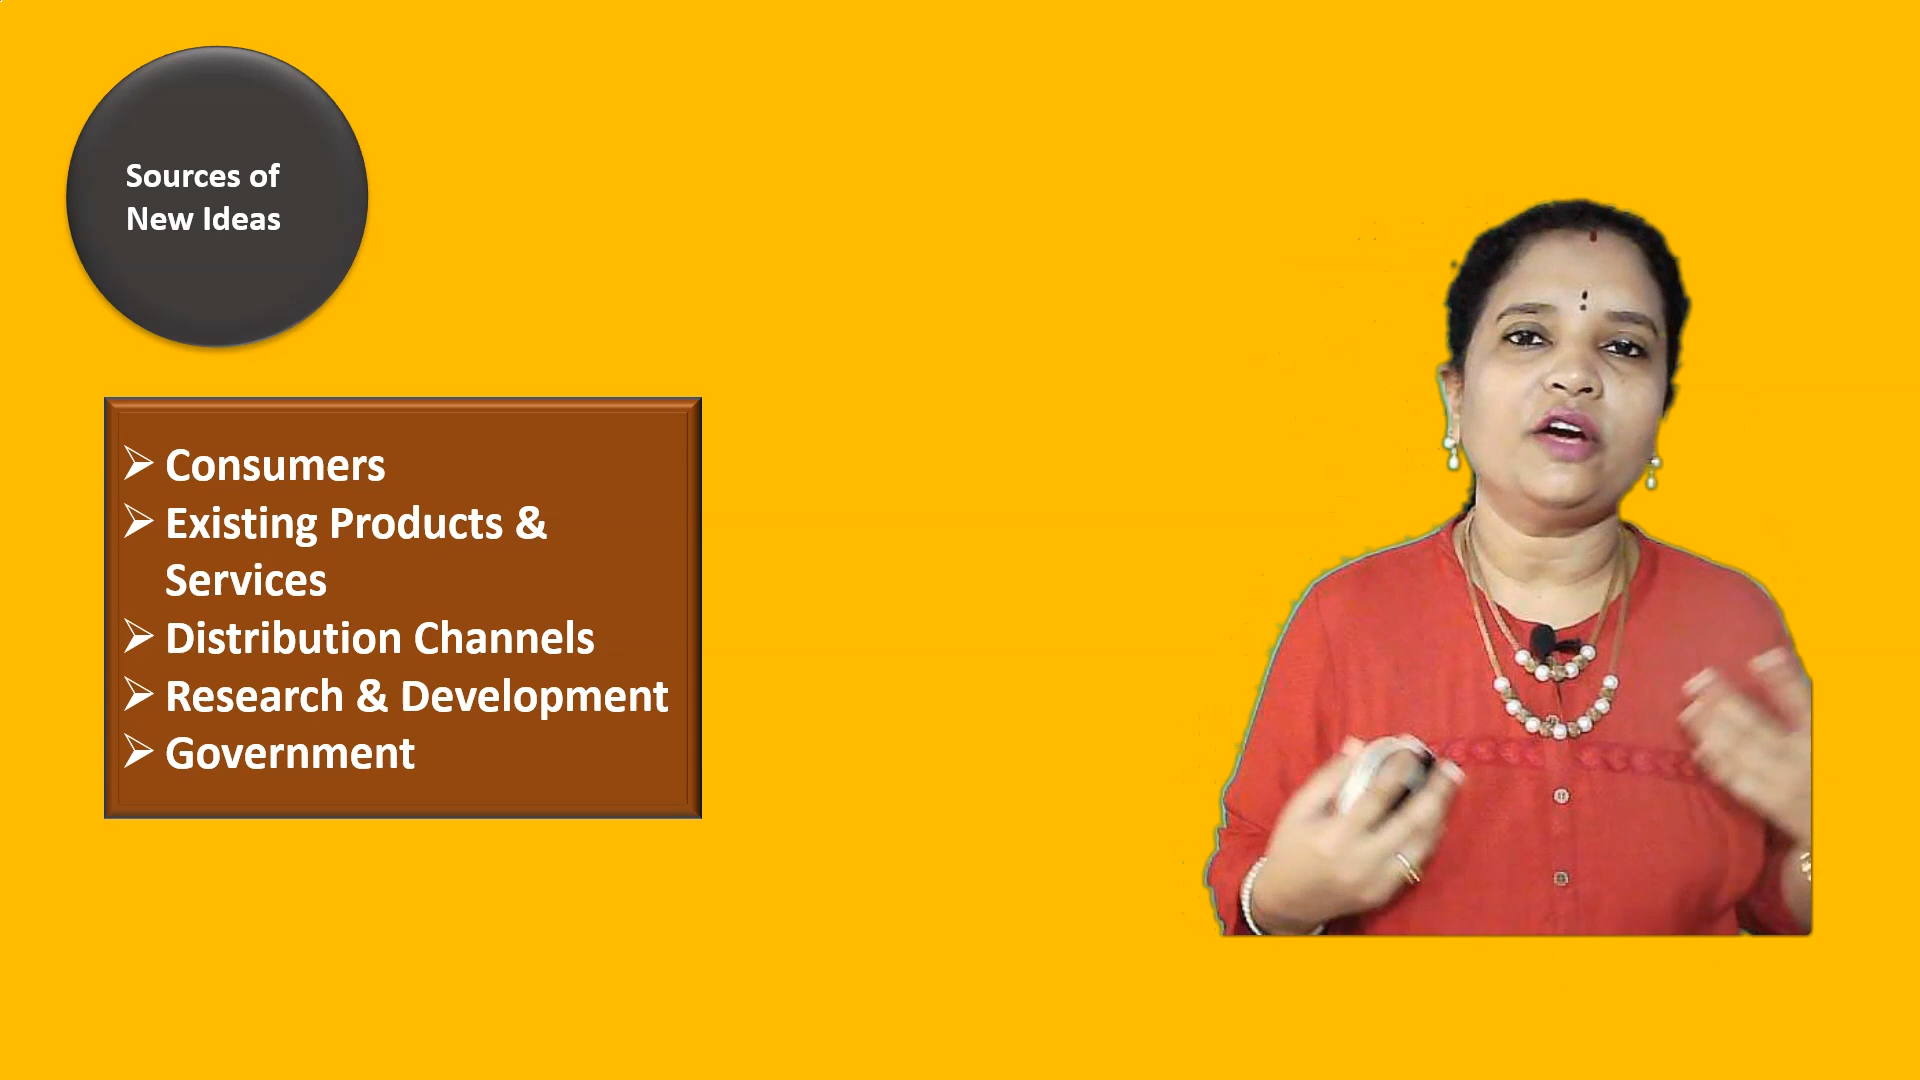 Sources of
New Ideas
➢ Consumers
➢ Existing Products &
Services
➢ Distribution Channels
➢ Research & Development
➢ Government